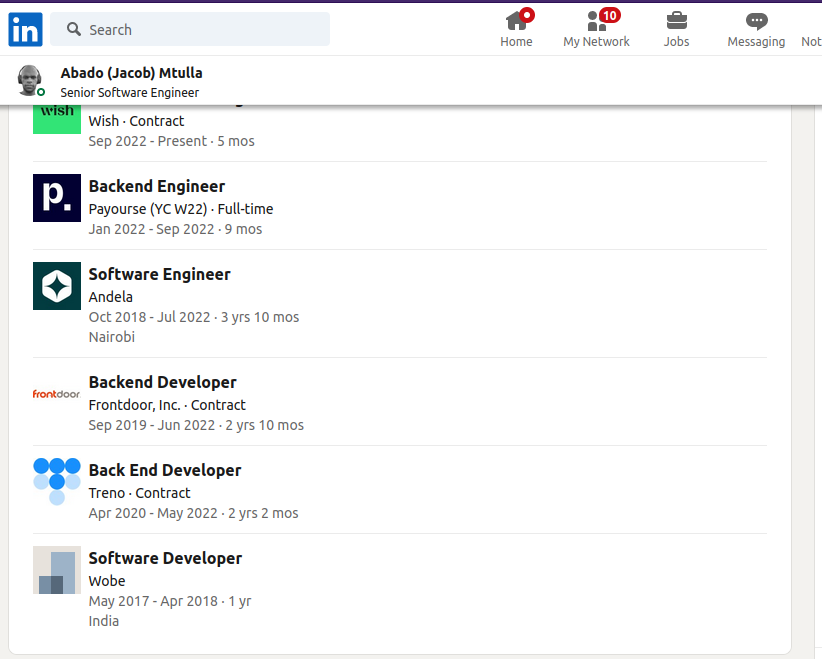 in
Search
Home
10
My Network
Jobs
Messaging
Not
Abado (Jacob) Mtulla
Senior Software Engineer
wish
Wish · Contract
Sep 2022 - Present · 5 mos
p.
Backend Engineer
Payourse (YC W22) · Full-time
Jan 2022 - Sep 2022 · 9 mos
Software Engineer
Andela
Oct 2018 - Jul 2022 · 3 yrs 10 mos
Nairobi
frontdoor
Backend Developer
Frontdoor, Inc. · Contract
Sep 2019 - Jun 2022 · 2 yrs 10 mos
Back End Developer
Treno · Contract
Apr 2020 - May 2022 · 2 yrs 2 mos
Software Developer
Wobe
May 2017 - Apr 2018 · 1 yr
India